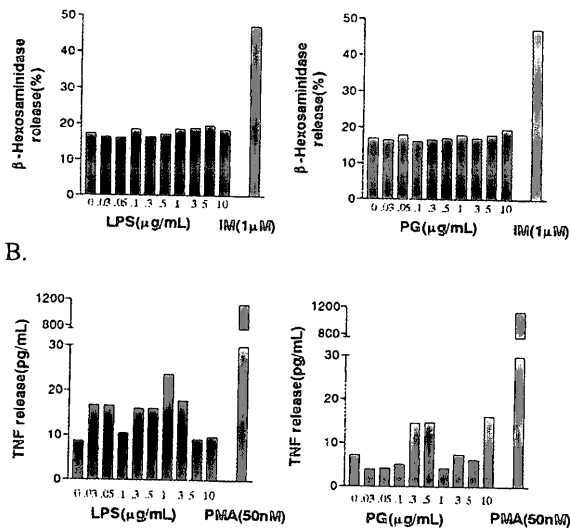 50
40
30
20
10
0
β-Hexosaminidase
release(%)
0 .03 .05 .1 .3 .5 1 3 5 10
LPS(μg/mL) IM(1μM)
50
40
30
20
10
0
β-Hexosaminidase
release(%)
0 .03 .05 .1 .3 .5 1 3 5 10
PG(μg/mL) IM(1μM)
B.
1200
800
30
20
10
0
TNF release(pg/mL)
0 .03 .05 .1 .3 .5 1 3 5 10
LPS(μg/mL) PMA(50nM)
1200
800
30
20
10
0
TNF release(pg/mL)
0 .03 .05 .1 .3 .5 1 3 5 10
PG(μg/mL) PMA(50nM)